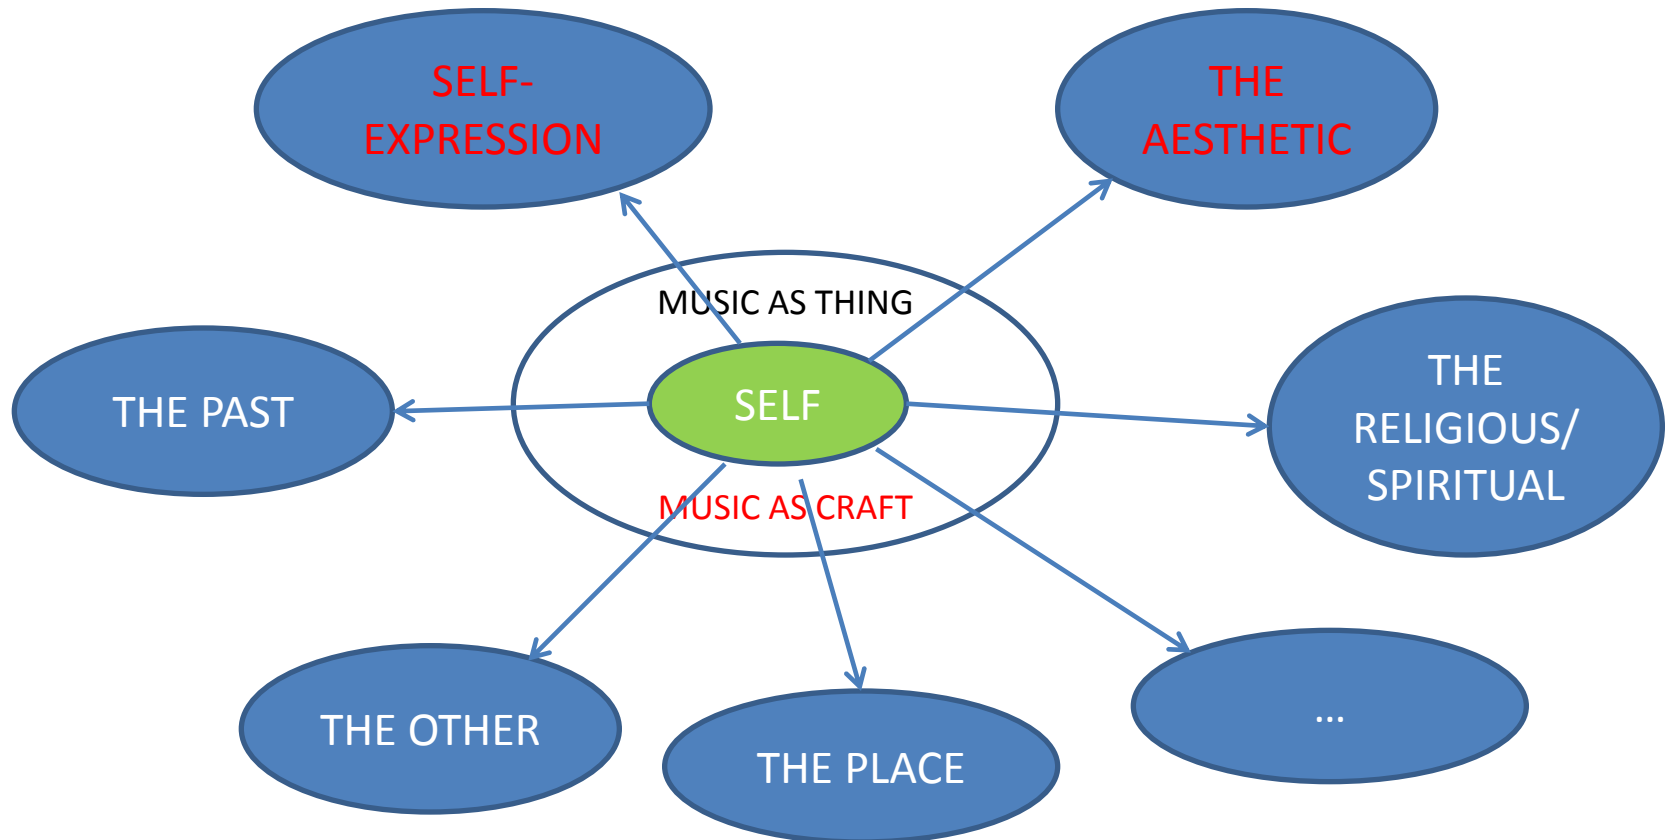 SELF-
EXPRESSION
THE
AESTHETIC
MUSIC AS THING
THE PAST
SELF
THE
RELIGIOUS/
SPIRITUAL
MUSIC AS CRAFT
THE OTHER
THE PLACE
...